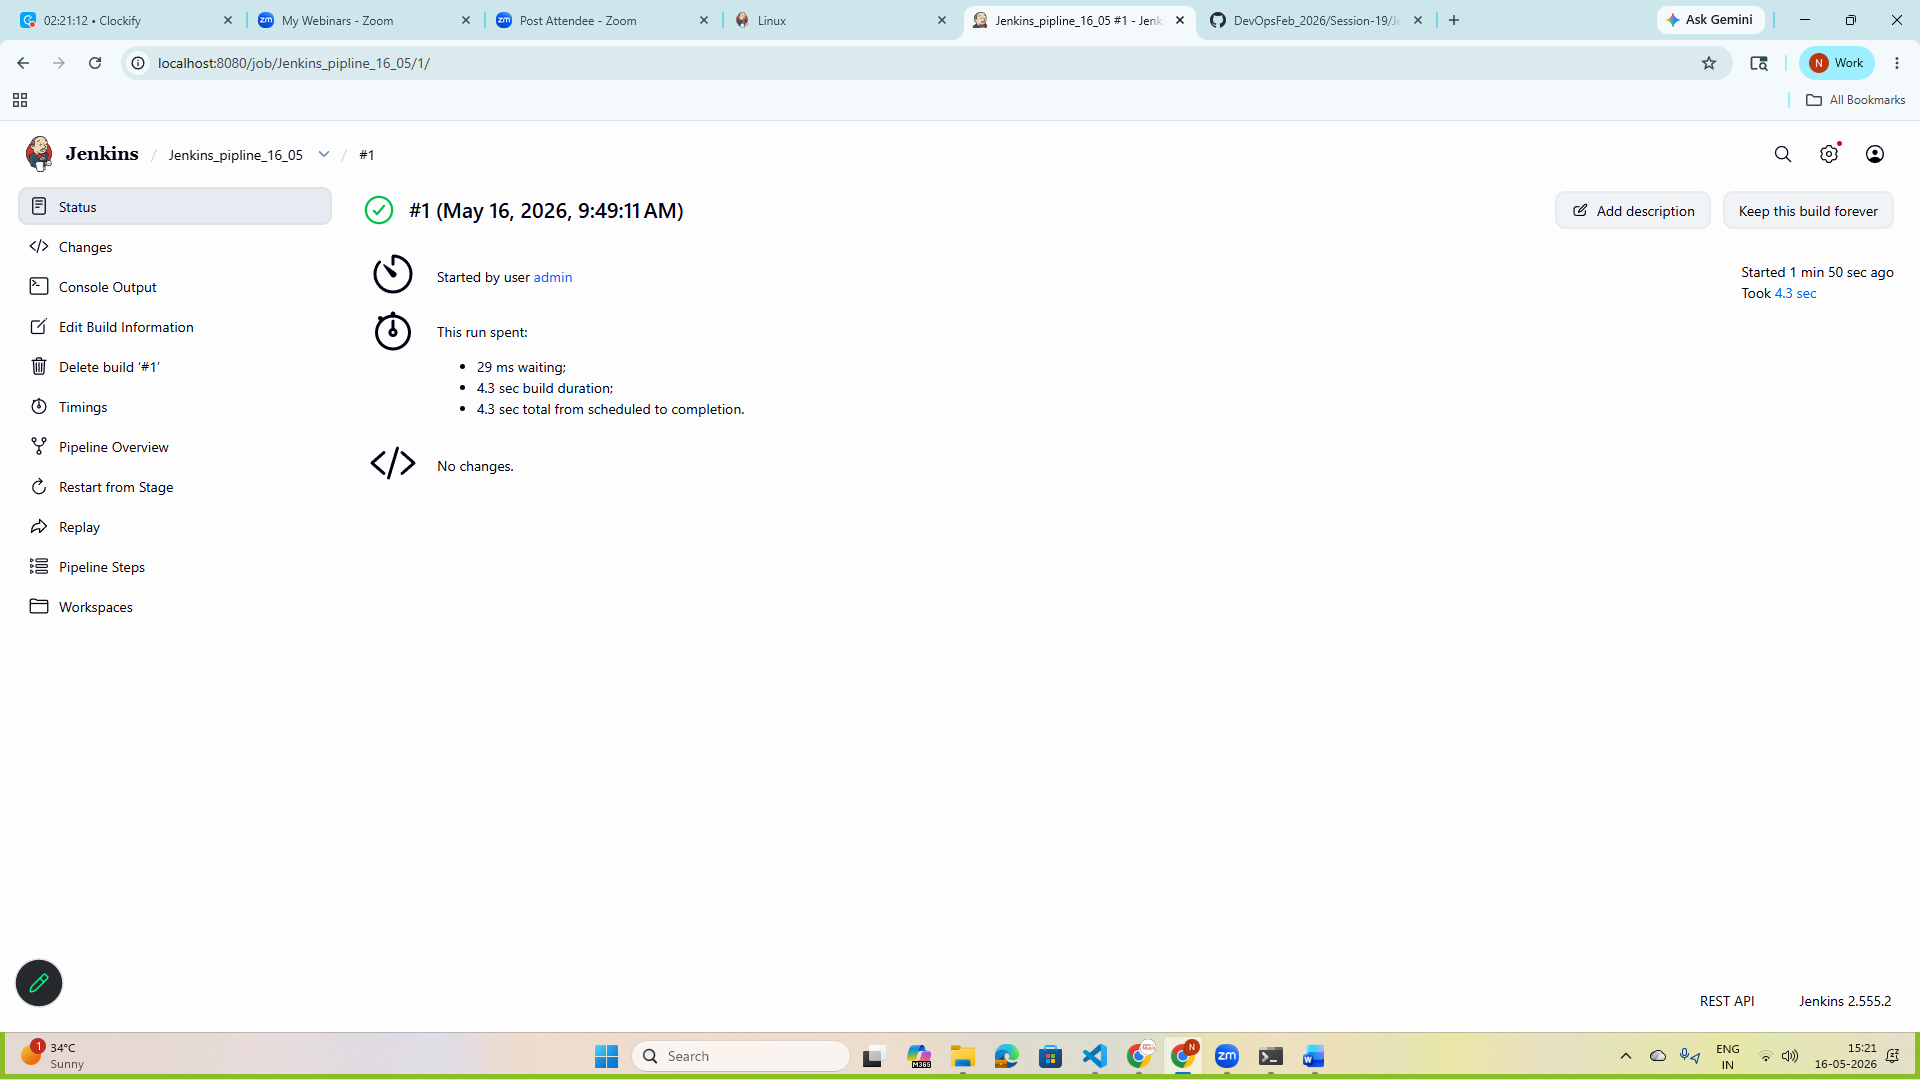 02:21:12 • Clockify
My Webinars - Zoom
Post Attendee - Zoom
Linux
Jenkins_pipline_16_05 #1 - Jenk
DevOpsFeb_2026/Session-19/Je
Ask Gemini
localhost:8080/job/Jenkins_pipline_16_05/1/
N Work
All Bookmarks
Jenkins / Jenkins_pipline_16_05 / #1
Status
Changes
Console Output
Edit Build Information
Delete build ‘#1’
Timings
Pipeline Overview
Restart from Stage
Replay
Pipeline Steps
Workspaces
#1 (May 16, 2026, 9:49:11 AM)
Add description
Keep this build forever
Started by user admin
Started 1 min 50 sec ago
Took 4.3 sec
This run spent:
• 29 ms waiting;
• 4.3 sec build duration;
• 4.3 sec total from scheduled to completion.
No changes.
REST API
Jenkins 2.555.2
1
34°C
Sunny
Search
M365
N
zm
W
ENG
IN
15:21
16-05-2026